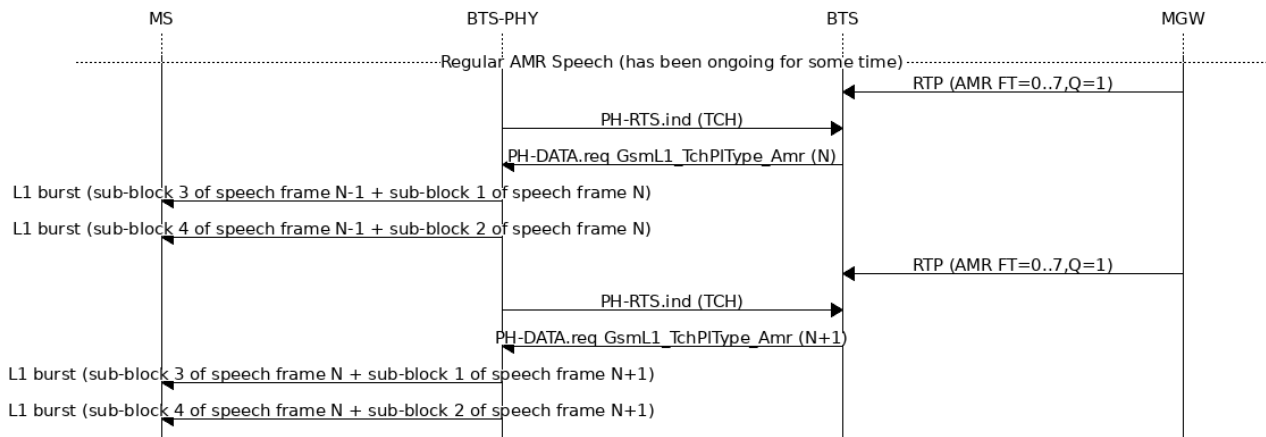 MS BTS-PHY BTS MGW
Regular AMR Speech (has been ongoing for some time)
RTP (AMR FT=0..7,Q=1)
PH-RTS.ind (TCH)
PH-DATA.req GsmL1_TchPlType_Amr (N)
L1 burst (sub-block 3 of speech frame N-1 + sub-block 1 of speech frame N)
L1 burst (sub-block 4 of speech frame N-1 + sub-block 2 of speech frame N)
RTP (AMR FT=0..7,Q=1)
PH-RTS.ind (TCH)
PH-DATA.req GsmL1_TchPlType_Amr (N+1)
L1 burst (sub-block 3 of speech frame N + sub-block 1 of speech frame N+1)
L1 burst (sub-block 4 of speech frame N + sub-block 2 of speech frame N+1)